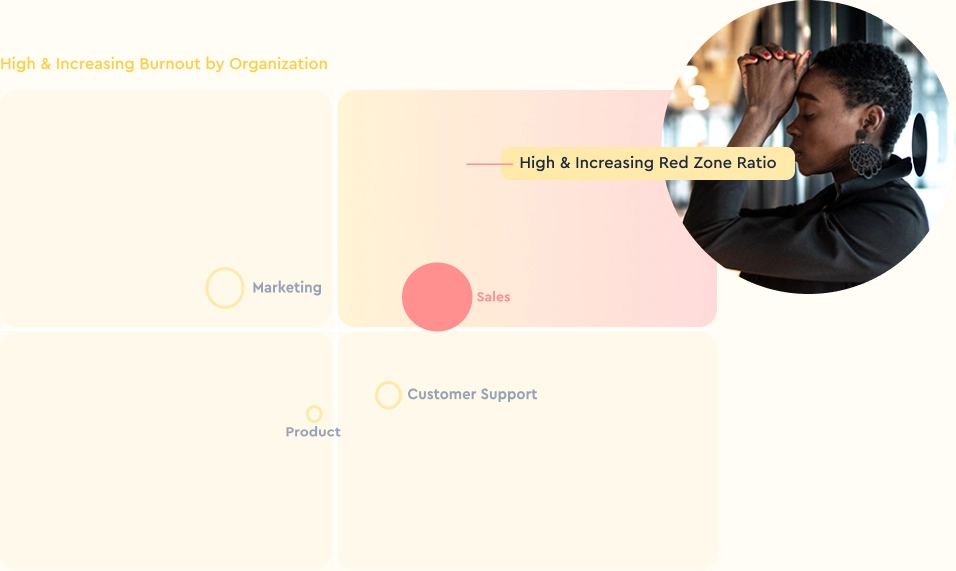 High & Increasing Burnout by Organization
High & Increasing Red Zone Ratio
Marketing
Sales
Customer Support
Product